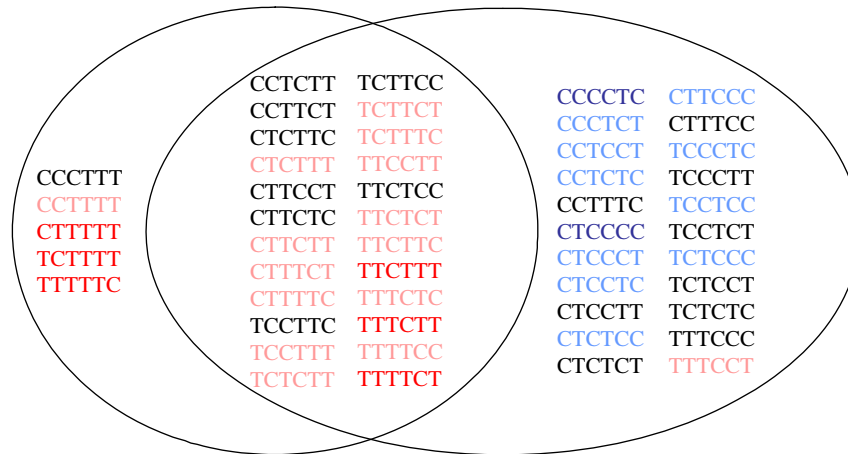 CCCTTT
CCTTTT
CTTTTT
TCTTTT
TTTTTC
CCTCTT TCTTCC
CCTTCT TCTTCT
CTCTTC TCTTTC
CTCTTT TTCCTT
CTTCCT TTCTCC
CTTCTC TTCTCT
CTTCTT TTCTTC
CTTTCT TTCTTT
CTTTTC TTTCTC
TCCTTC TTTCTT
TCCTTT TTTTCC
TCTCTT TTTTCT
CCCCTC CTTCCC
CCCTCT CTTTCC
CCTCCT TCCCTC
CCTCTC TCCCTT
CCTTTC TCCTCC
CTCCCC TCCTCT
CTCCCT TCTCCC
CTCCTC TCTCCT
CTCCTT TCTCTC
CTCTCC TTTCCC
CTCTCT TTTCCT